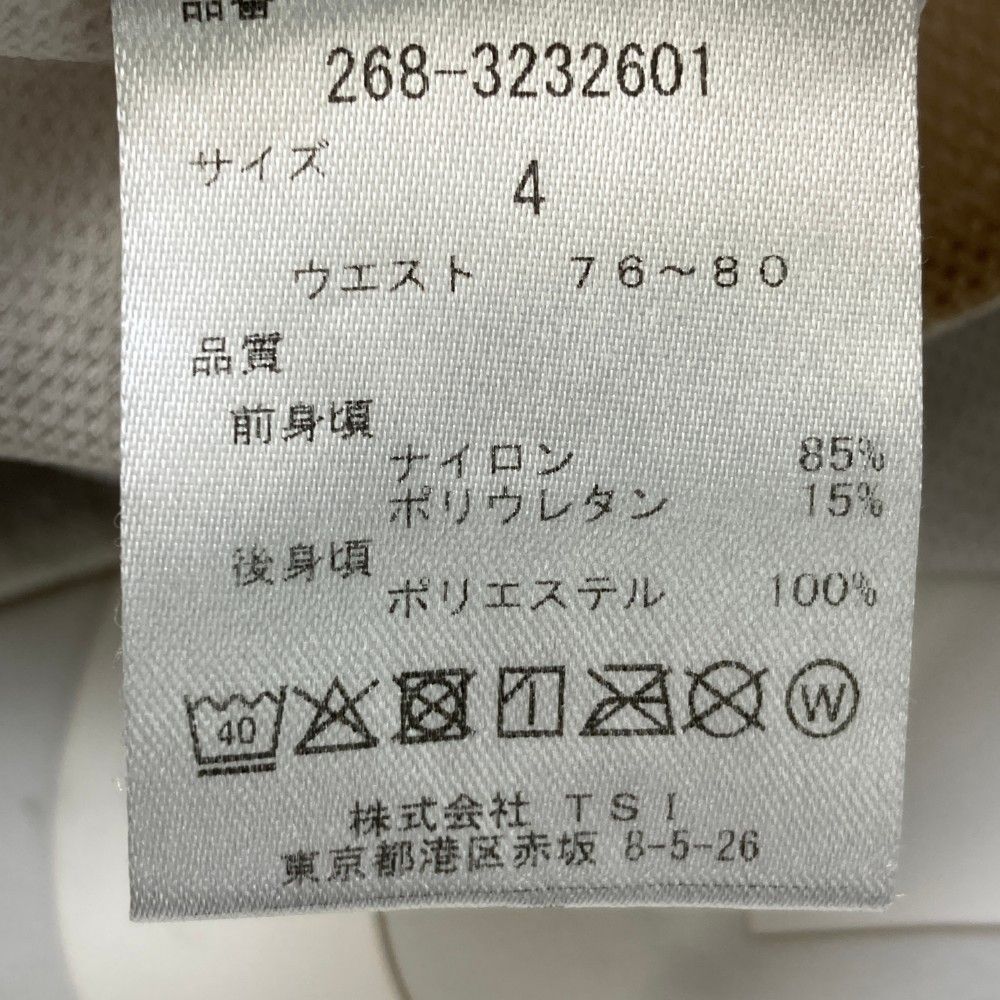 品番
268-3232601
サイズ
4
ウエスト 76~80
品質
前身頃
ナイロン 85%
ポリウレタン 15%
後身頃
ポリエステル 100%
40
W
株式会社 TSI
東京都港区赤坂 8-5-26